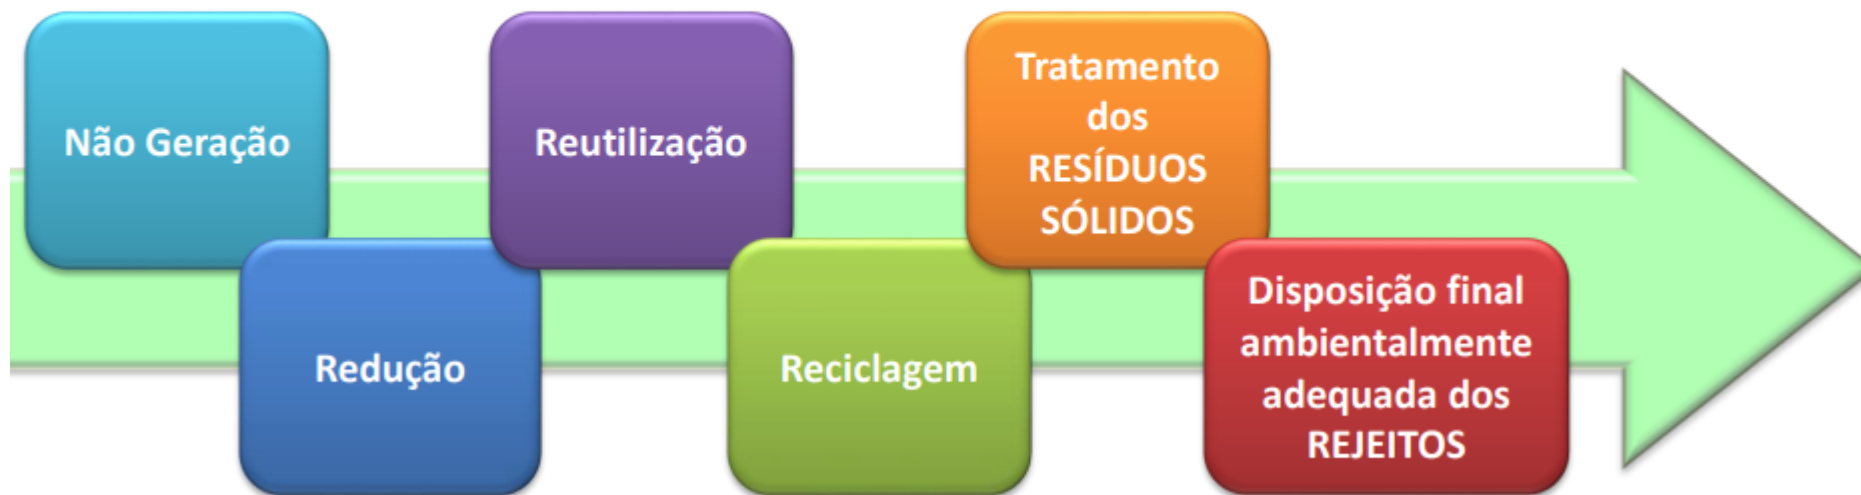 Não Geração
Redução
Reutilização
Reciclagem
Tratamento
dos
RESÍDUOS
SÓLIDOS
Disposição final
ambientalmente
adequada dos
REJEITOS